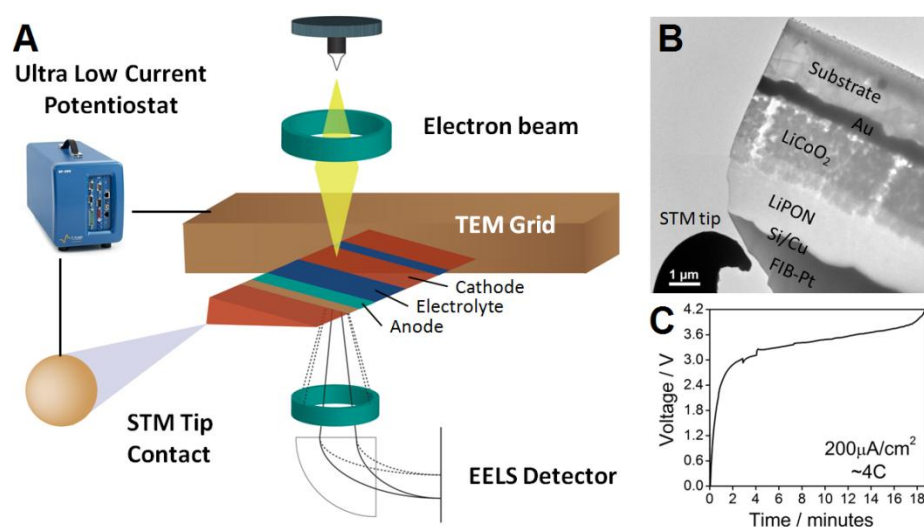 A
Ultra Low Current
Potentiostat
Electron beam
TEM Grid
Cathode
Electrolyte
Anode
STM Tip
Contact
EELS Detector
B
Substrate
Au
LiCoO₂
LiPON
Si/Cu
FIB-Pt
STM tip
1 µm
C
Voltage / V
4.2
3.6
3.0
2.4
1.8
1.2
0.6
0.0
200µA/cm²
~4C
0 2 4 6 8 10 12 14 16 18
Time / minutes